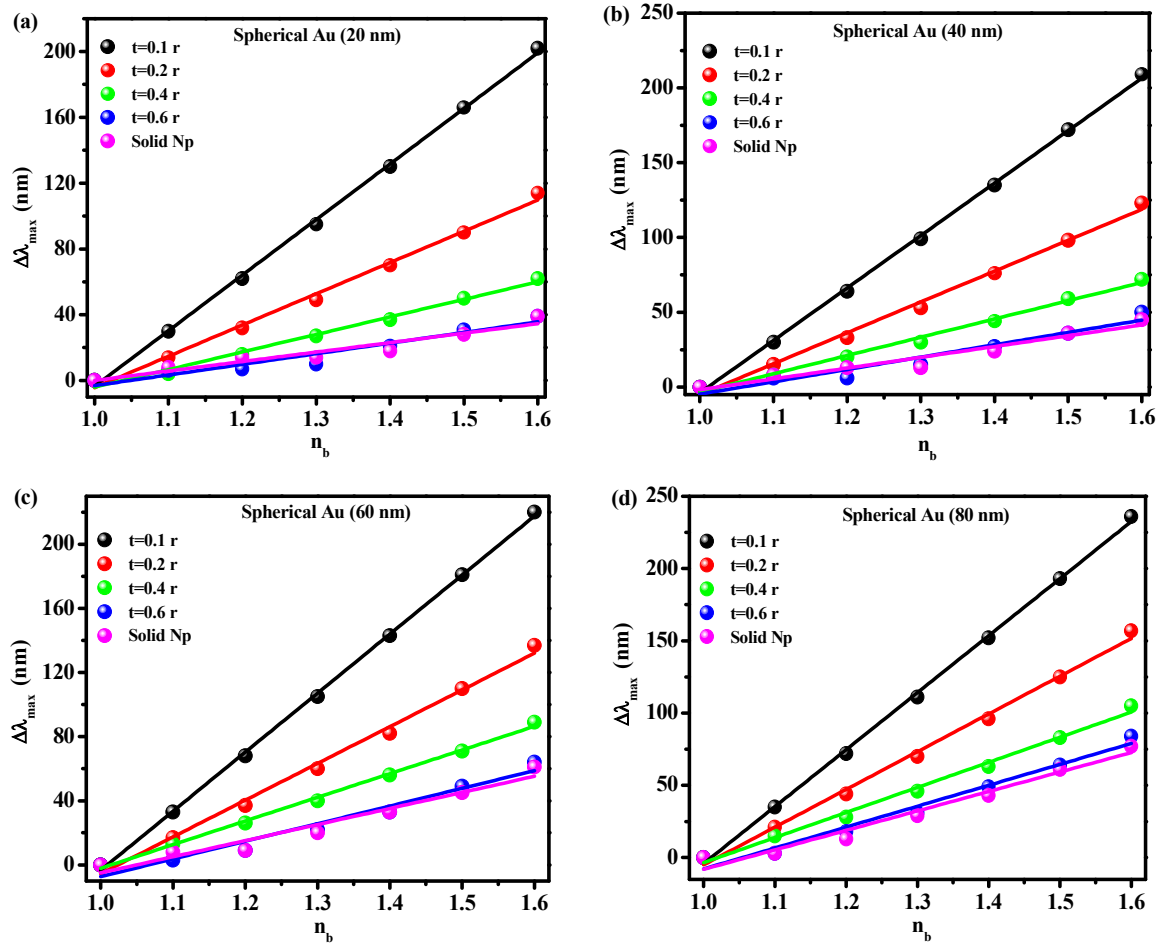 (a)
Spherical Au (20 nm)
t=0.1 r
t=0.2 r
t=0.4 r
t=0.6 r
Solid Np
200
160
120
80
40
0
Δλmax (nm)
1.0 1.1 1.2 1.3 1.4 1.5 1.6
nb
(b)
Spherical Au (40 nm)
t=0.1 r
t=0.2 r
t=0.4 r
t=0.6 r
Solid Np
250
200
150
100
50
0
Δλmax (nm)
1.0 1.1 1.2 1.3 1.4 1.5 1.6
nb
(c)
Spherical Au (60 nm)
t=0.1 r
t=0.2 r
t=0.4 r
t=0.6 r
Solid Np
200
160
120
80
40
0
Δλmax (nm)
1.0 1.1 1.2 1.3 1.4 1.5 1.6
nb
(d)
Spherical Au (80 nm)
t=0.1 r
t=0.2 r
t=0.4 r
t=0.6 r
Solid Np
250
200
150
100
50
0
Δλmax (nm)
1.0 1.1 1.2 1.3 1.4 1.5 1.6
nb